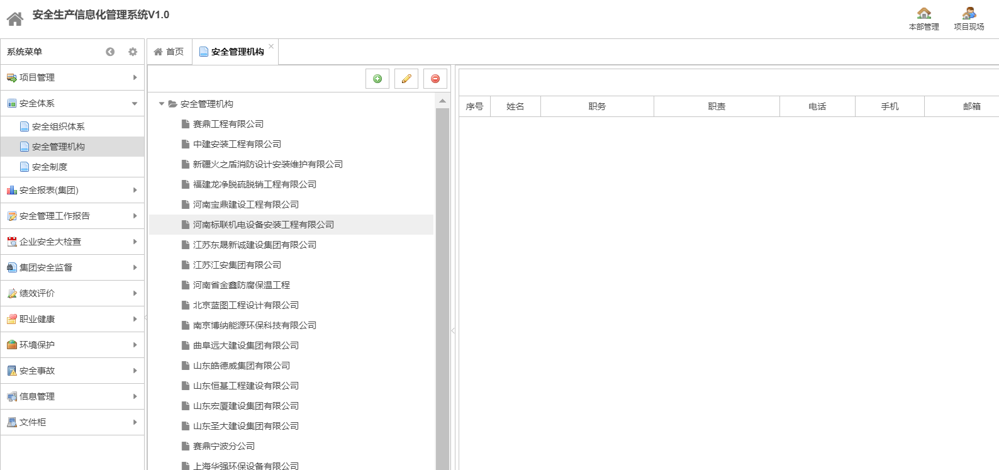 安全生产信息化管理系统V1.0
本部管理
项目现场
系统菜单
首页
安全管理机构
项目管理
安全体系
安全组织体系
安全管理机构
安全制度
安全报表(集团)
安全管理工作报告
企业安全大检查
集团安全监督
绩效评价
职业健康
环境保护
安全事故
信息管理
文件柜
安全管理机构
赛鼎工程有限公司
中建安装工程有限公司
新疆火之盾消防设计安装维护有限公司
福建龙净脱硫脱销工程有限公司
河南宝鼎建设工程有限公司
河南标联机电设备安装工程有限公司
江苏东晟新诚建设集团有限公司
江苏江安集团有限公司
河南省金鑫防腐保温工程
北京蓝图工程设计有限公司
南京博纳能源环保科技有限公司
曲阜远大建设集团有限公司
山东皓德威集团有限公司
山东恒基工程建设有限公司
山东宏厦建设集团有限公司
山东圣大建设集团有限公司
赛鼎宁波分公司
上海华强环保设备有限公司
序号 姓名 职务 职责 电话 手机 邮箱